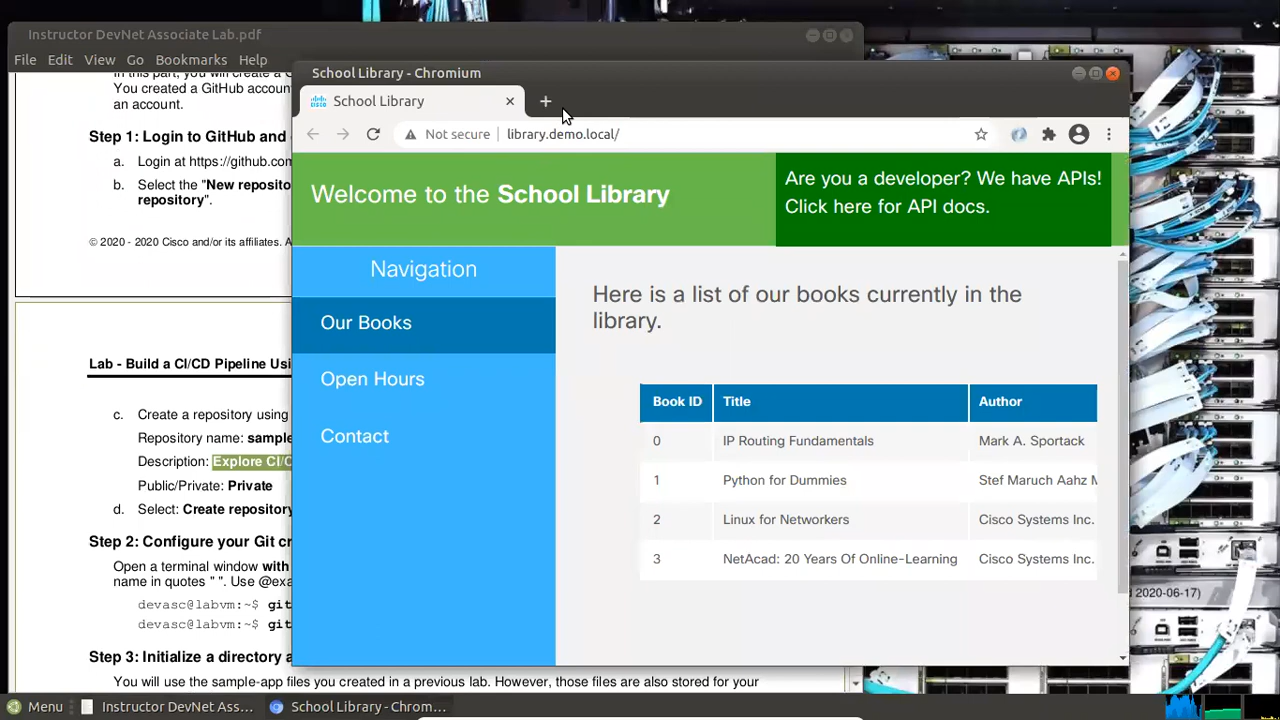 Instructor DevNet Associate Lab.pdf
File Edit View Go Bookmarks Help
In this part, you will create a G
You created a GitHub accoun
an account.
Step 1: Login to GitHub and
a. Login at https://github.com
b. Select the "New reposito
repository".
© 2020 - 2020 Cisco and/or its affiliates. A
Lab - Build a CI/CD Pipeline Usi
c. Create a repository using
Repository name: sample
Description: Explore CI/C
Public/Private: Private
d. Select: Create repository
Step 2: Configure your Git cr
Open a terminal window with
name in quotes " ". Use @exa
devasc@labvm:~$ git
devasc@labvm:~$ git
Step 3: Initialize a directory a
You will use the sample-app files you created in a previous lab. However, those files are also stored for your
School Library - Chromium
School Library
Not secure library.demo.local/
Welcome to the School Library
Are you a developer? We have APIs!
Click here for API docs.
Navigation
Our Books
Open Hours
Contact
Here is a list of our books currently in the
library.
Book ID Title Author
0 IP Routing Fundamentals Mark A. Sportack
1 Python for Dummies Stef Maruch Aahz M
2 Linux for Networkers Cisco Systems Inc.
3 NetAcad: 20 Years Of Online-Learning Cisco Systems Inc.
2020-06-17)
Menu Instructor DevNet Ass... School Library - Chrom...